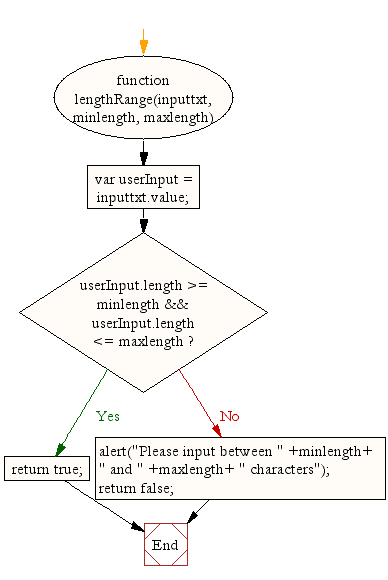 function
lengthRange(inputtxt,
minlength, maxlength)
var userInput =
inputtxt.value;
userInput.length >=
minlength &&
userInput.length
<= maxlength ?
Yes
No
return true;
alert("Please input between " +minlength+
" and " +maxlength+ " characters");
return false;
End